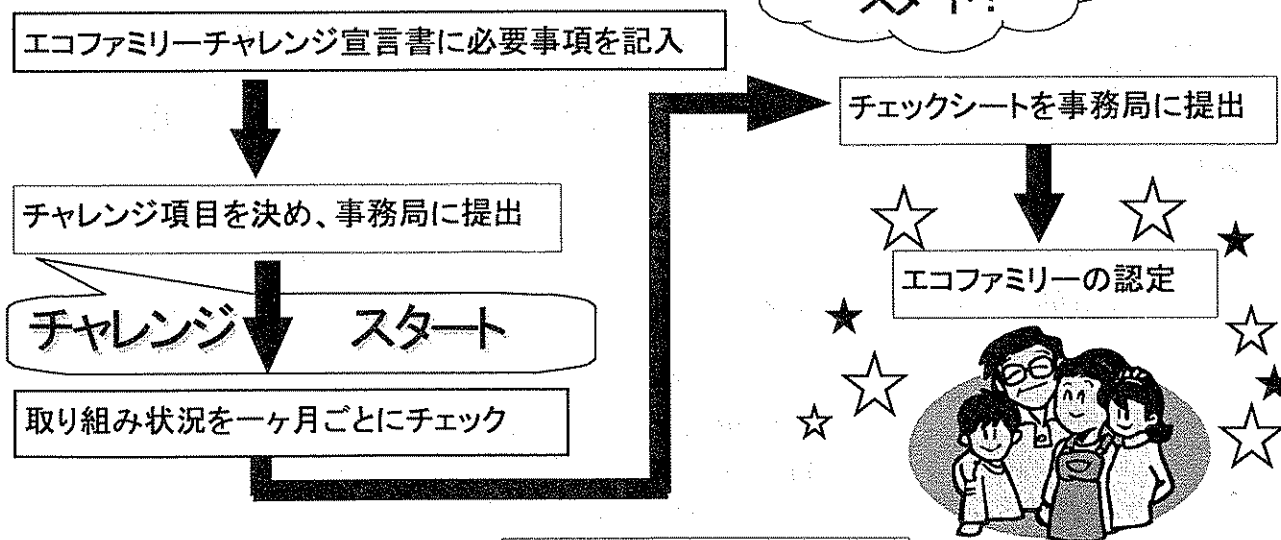 スタート!
エコファミリーチャレンジ宣言書に必要事項を記入
チャレンジ項目を決め、事務局に提出
チャレンジ スタート
取り組み状況を一ヶ月ごとにチェック
チェックシートを事務局に提出
エコファミリーの認定